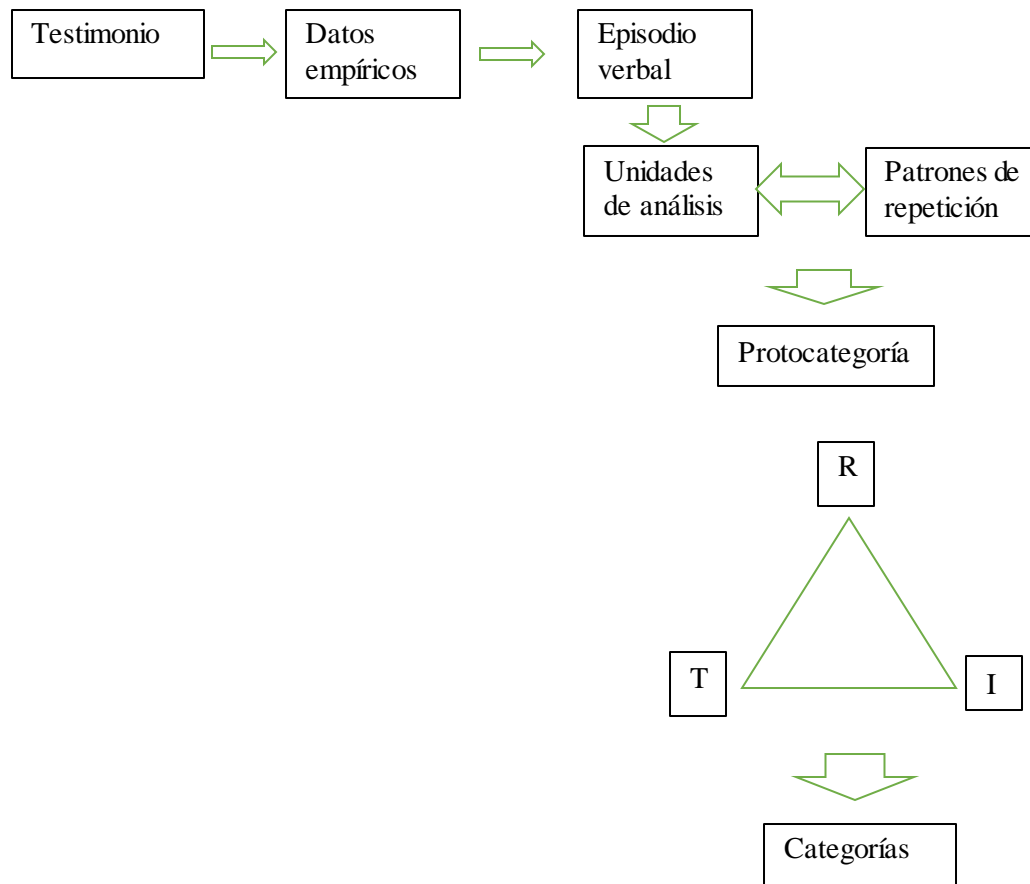 Testimonio
Datos
empíricos
Episodio
verbal
Unidades
de análisis
Patrones de
repetición
Protocategoría
R
T
I
Categorías